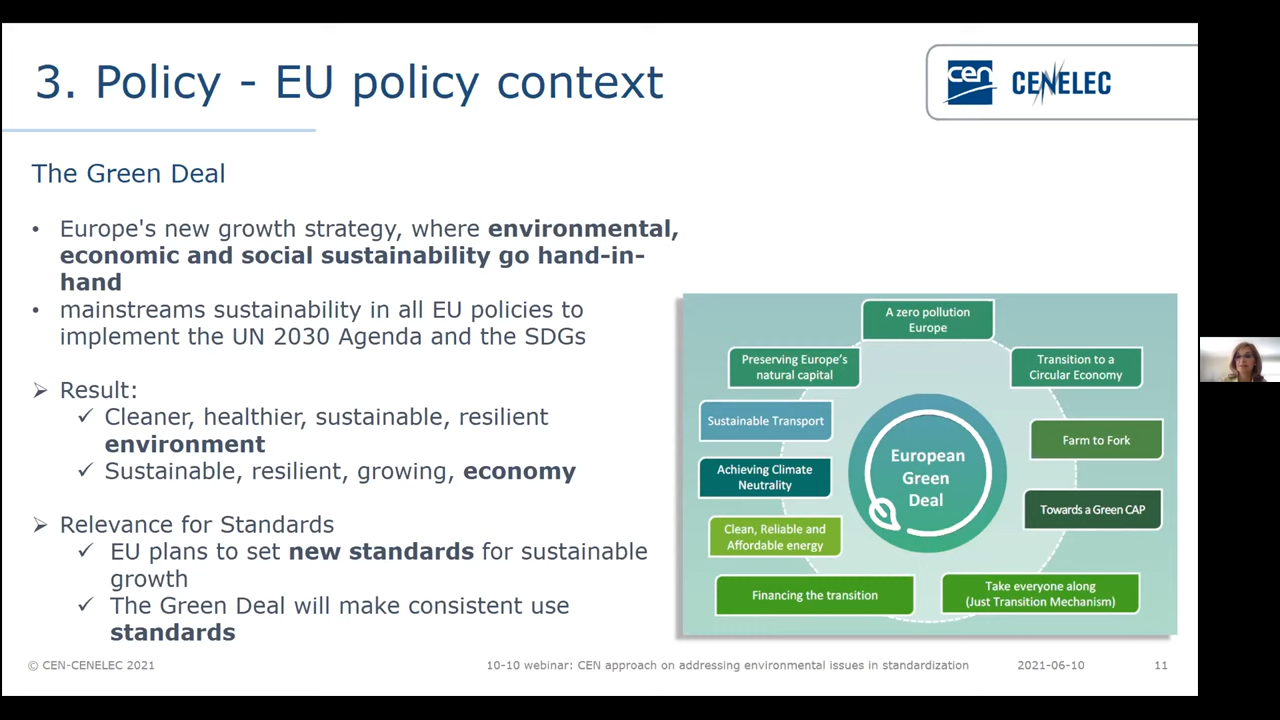 3. Policy - EU policy context
cen
CENELEC
The Green Deal
• Europe's new growth strategy, where environmental,
economic and social sustainability go hand-in-
hand
• mainstreams sustainability in all EU policies to
implement the UN 2030 Agenda and the SDGs
➢ Result:
✓ Cleaner, healthier, sustainable, resilient
environment
✓ Sustainable, resilient, growing, economy
➢ Relevance for Standards
✓ EU plans to set new standards for sustainable
growth
✓ The Green Deal will make consistent use
standards
A zero pollution
Europe
Preserving Europe's
natural capital
Transition to a
Circular Economy
Sustainable Transport
Farm to Fork
European
Green
Deal
Achieving Climate
Neutrality
Towards a Green CAP
Clean, Reliable and
Affordable energy
Financing the transition
Take everyone along
(Just Transition Mechanism)
© CEN-CENELEC 2021
10-10 webinar: CEN approach on addressing environmental issues in standardization
2021-06-10
11